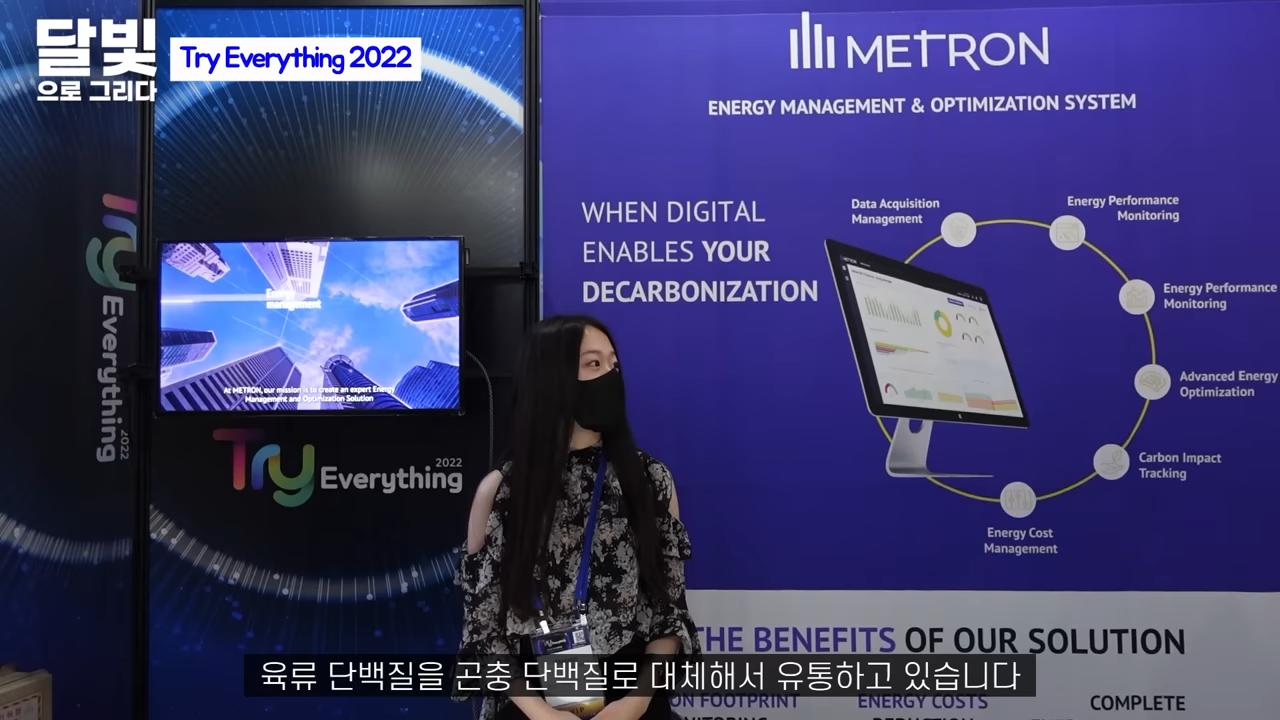 달빛
으로 그리다
Try Everything 2022
METRON
ENERGY MANAGEMENT & OPTIMIZATION SYSTEM
WHEN DIGITAL
ENABLES YOUR
DECARBONIZATION
Data Acquisition
Management
Energy Performance
Monitoring
Energy Performance
Monitoring
Advanced Energy
Optimization
Carbon Impact
Tracking
Energy Cost
Management
Try Everything 2022
Energy
management
At METRON, our mission is to create an expert Energy
Management and Optimization Solution
Try Everything 2022
THE BENEFITS OF OUR SOLUTION
FOOTPRINT
ENERGY COSTS
COMPLETE
육류 단백질을 곤충 단백질로 대체해서 유통하고 있습니다